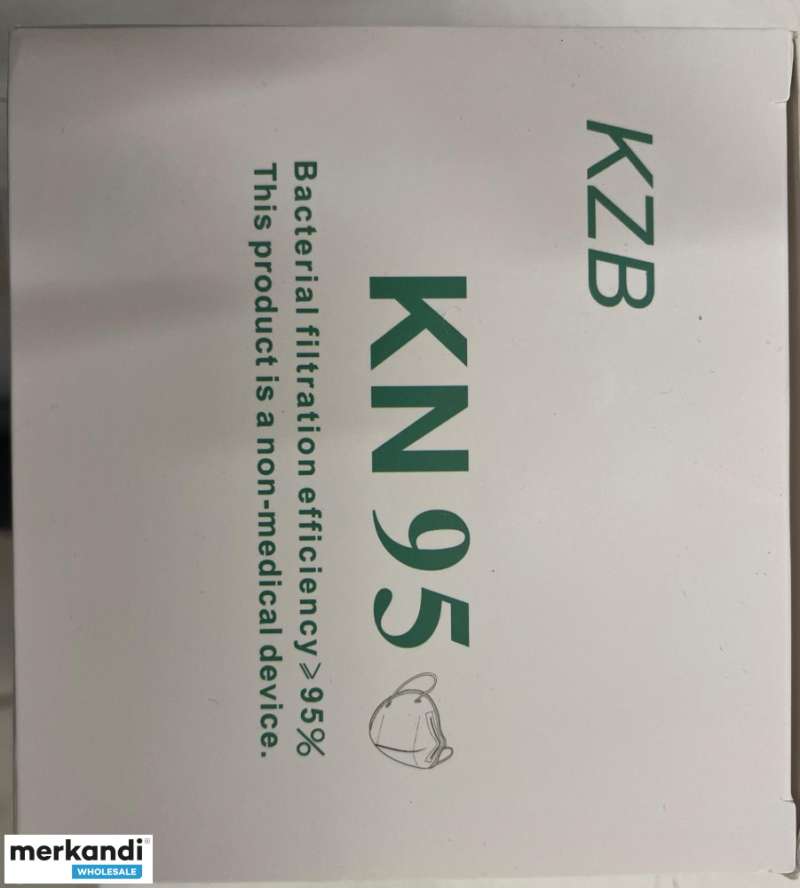 KZB
KN95
Bacterial filtration efficiency⩾95%
This product is a non-medical device.
merkandi®
WHOLESALE